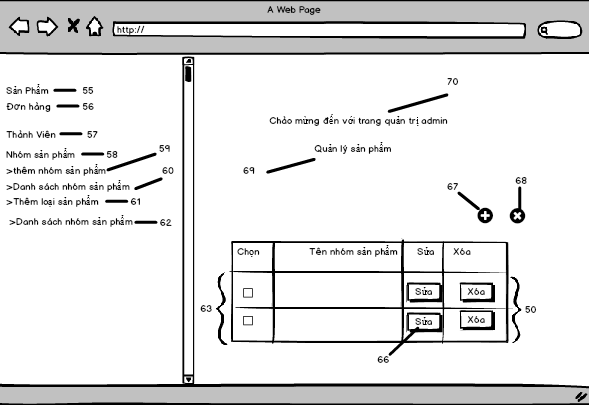 A Web Page
http://
Sản Phẩm 55
Đơn hàng 56
Thành Viên 57
Nhóm sản phẩm 58
59
>thêm nhóm sản phẩm
60
>Danh sách nhóm sản phẩm
>Thêm loại sản phẩm 61
>Danh sách nhóm sản phẩm 62
70
Chào mừng đến với trang quản trị admin
Quản lý sản phẩm
69
67 68
Chọn Tên nhóm sản phẩm Sửa Xóa
Sửa Xóa
63 50
Sửa Xóa
66